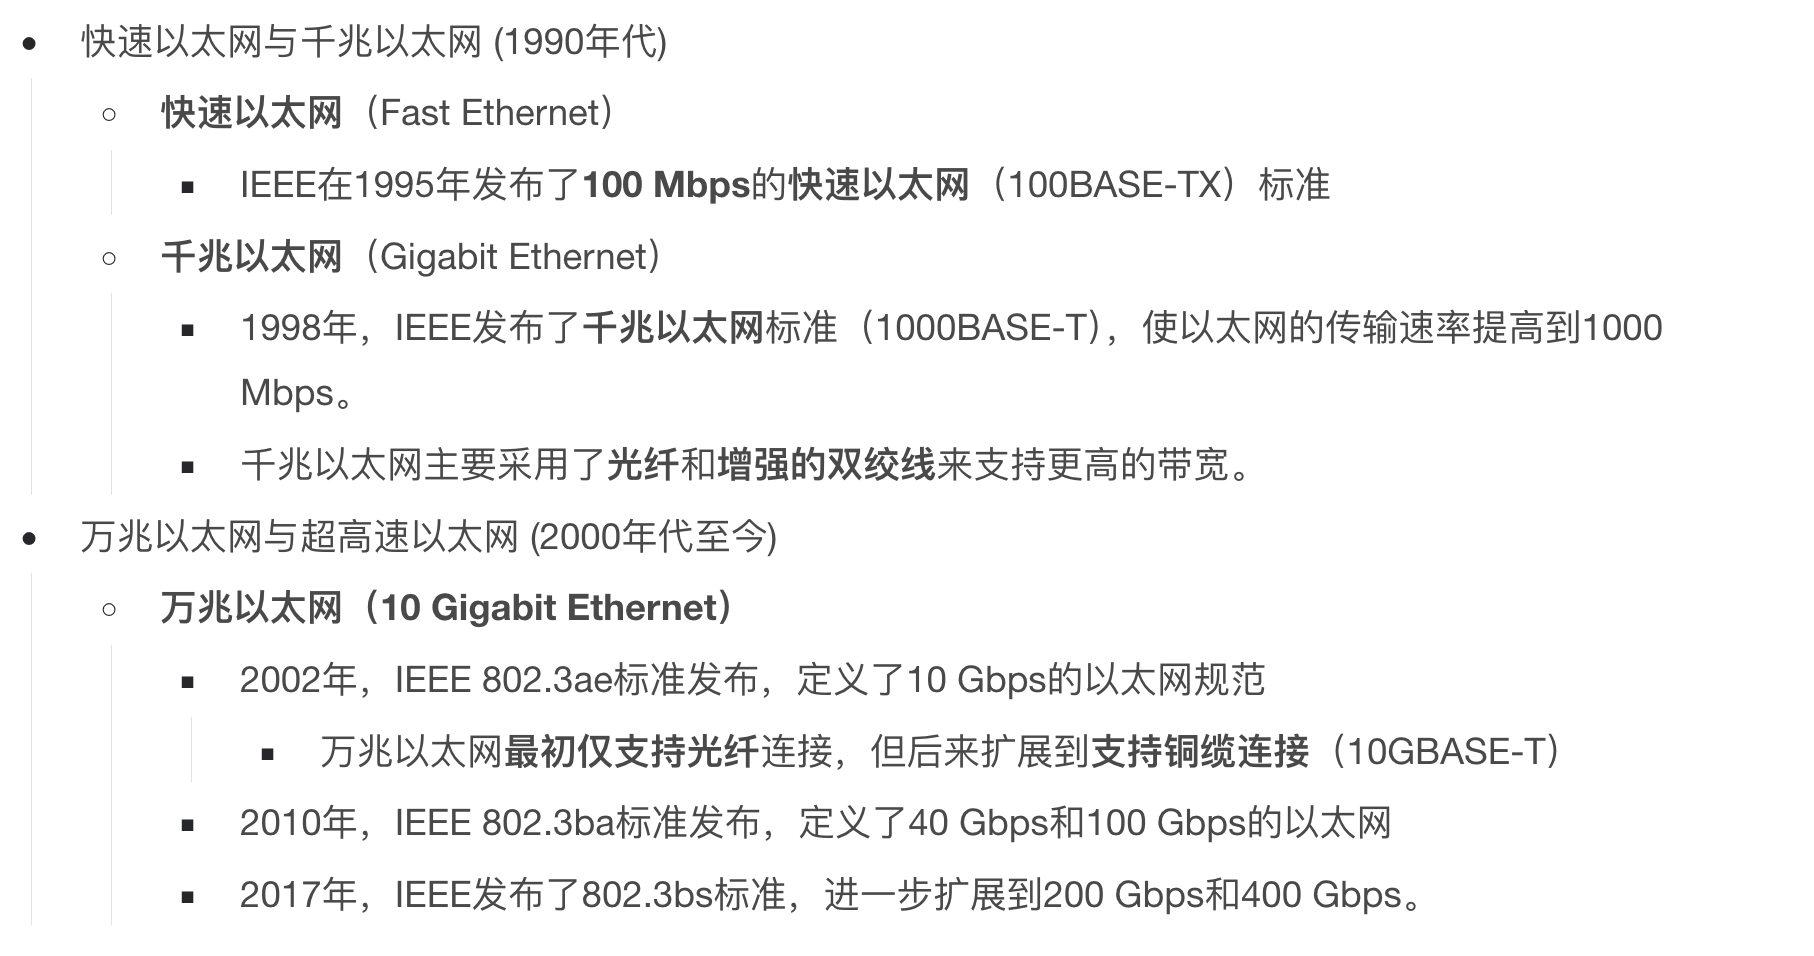 快速以太网与千兆以太网 (1990年代)
快速以太网（Fast Ethernet）
IEEE在1995年发布了100 Mbps的快速以太网（100BASE-TX）标准
千兆以太网（Gigabit Ethernet）
1998年，IEEE发布了千兆以太网标准（1000BASE-T），使以太网的传输速率提高到1000
Mbps。
千兆以太网主要采用了光纤和增强的双绞线来支持更高的带宽。
万兆以太网与超高速以太网 (2000年代至今)
万兆以太网（10 Gigabit Ethernet）
2002年，IEEE 802.3ae标准发布，定义了10 Gbps的以太网规范
万兆以太网最初仅支持光纤连接，但后来扩展到支持铜缆连接（10GBASE-T）
2010年，IEEE 802.3ba标准发布，定义了40 Gbps和100 Gbps的以太网
2017年，IEEE发布了802.3bs标准，进一步扩展到200 Gbps和400 Gbps。